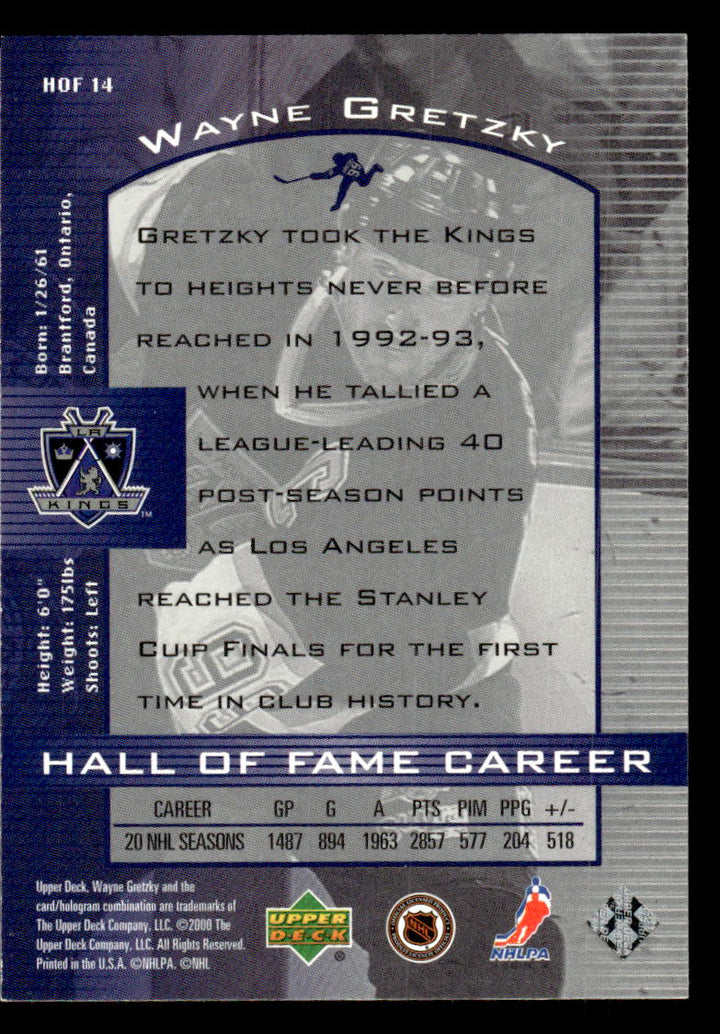 HOF 14
WAYNE GRETZKY
Born: 1/26/61
Brantford, Ontario,
Canada
GRETZKY TOOK THE KINGS
TO HEIGHTS NEVER BEFORE
REACHED IN 1992-93,
WHEN HE TALLIED A
LEAGUE-LEADING 40
POST-SEASON POINTS
AS LOS ANGELES
REACHED THE STANLEY
CUIP FINALS FOR THE FIRST
TIME IN CLUB HISTORY.
LA
KINGS
TM
Height: 6'0"
Weight: 175lbs
Shoots: Left
HALL OF FAME CAREER
CAREER GP G A PTS PIM PPG +/-
20 NHL SEASONS 1487 894 1963 2857 577 204 518
Upper Deck, Wayne Gretzky and the
card/hologram combination are trademarks of
The Upper Deck Company, LLC. ©2000 The
Upper Deck Company, LLC. All Rights Reserved.
Printed in the U.S.A. ©NHLPA. ©NHL
UPPER
DECK
®
NHL
NHLPA